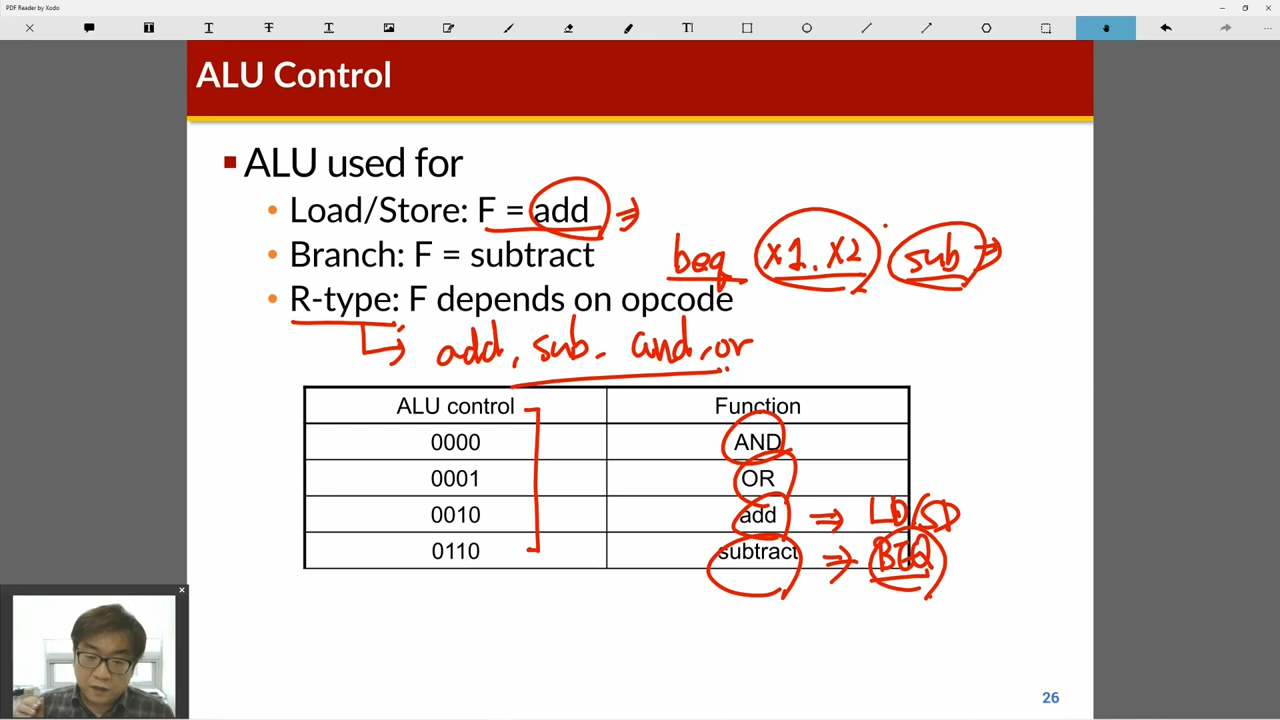 PDF Reader by Xodo
ALU Control
ALU used for
Load/Store: F = add ⇒
Branch: F = subtract
beq x1, x2 sub ⇒
R-type: F depends on opcode
add, sub, and, or
ALU control Function
0000 AND
0001 OR
0010 add ⇒ LD/SD
0110 subtract ⇒ BEQ
26